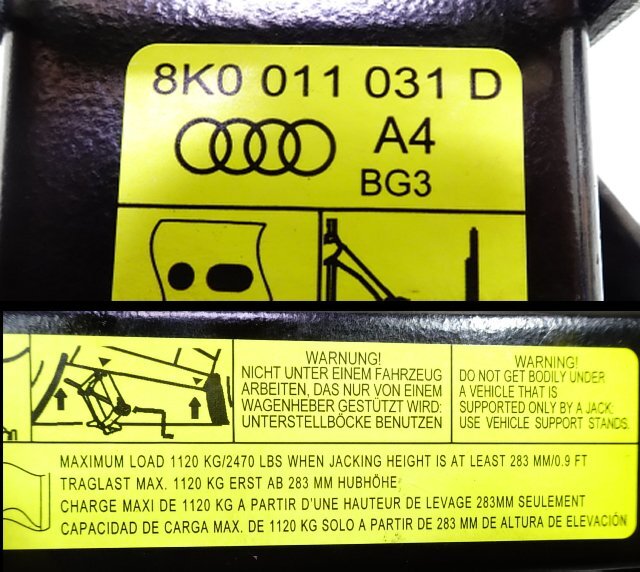 8K0 011 031 D
A4
BG3
WARNUNG!
NICHT UNTER EINEM FAHRZEUG
ARBEITEN, DAS NUR VON EINEM
WAGENHEBER GESTÜTZT WIRD:
UNTERSTELLBÖCKE BENUTZEN
WARNING!
DO NOT GET BODILY UNDER
A VEHICLE THAT IS
SUPPORTED ONLY BY A JACK:
USE VEHICLE SUPPORT STANDS.
MAXIMUM LOAD 1120 KG/2470 LBS WHEN JACKING HEIGHT IS AT LEAST 283 MM/0.9 FT
TRAGLAST MAX. 1120 KG ERST AB 283 MM HUBHÖHE
CHARGE MAXI DE 1120 KG A PARTIR D'UNE HAUTEUR DE LEVAGE 283MM SEULEMENT
CAPACIDAD DE CARGA MAX. DE 1120 KG SOLO A PARTIR DE 283 MM DE ALTURA DE ELEVACIÓN